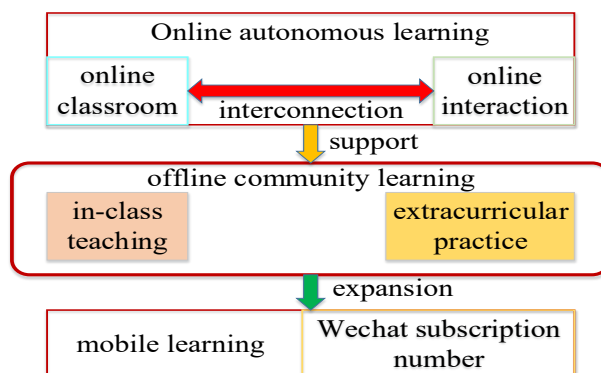 Online autonomous learning
online
classroom
interconnection
online
interaction
support
offline community learning
in-class
teaching
extracurricular
practice
expansion
mobile learning
Wechat subscription
number